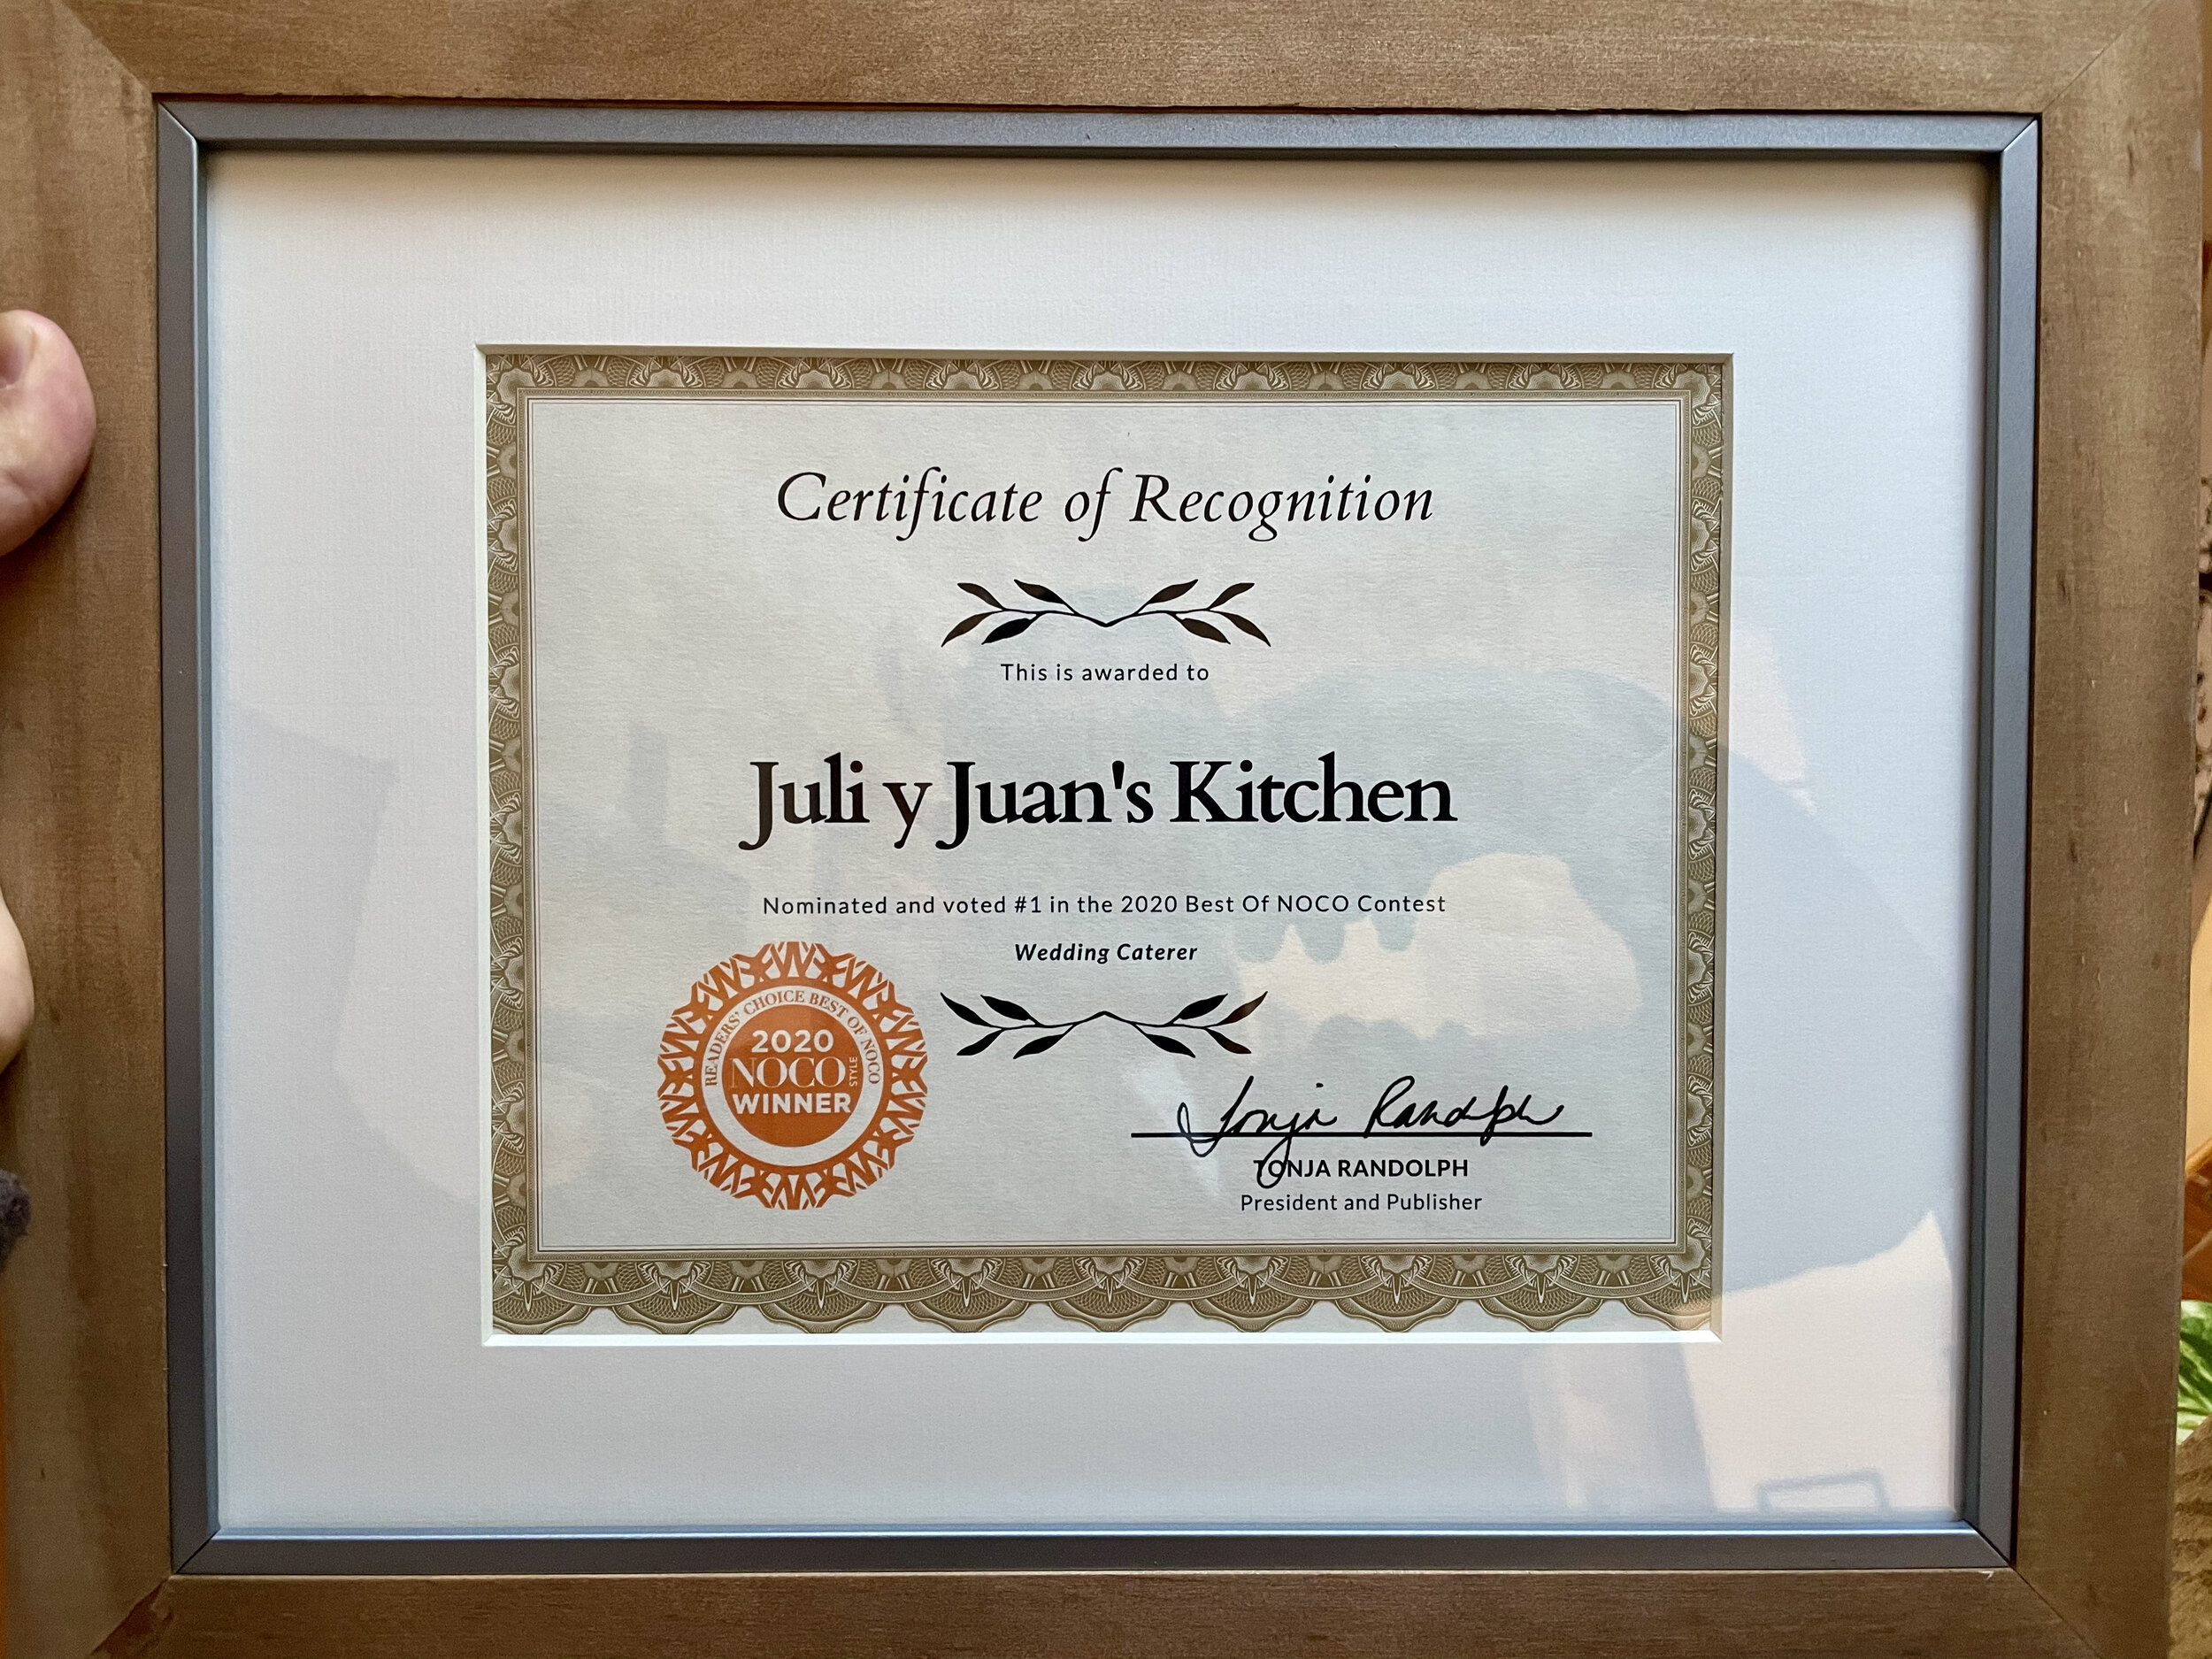 Certificate of Recognition
This is awarded to
Juli y Juan's Kitchen
Nominated and voted #1 in the 2020 Best Of NOCO Contest
Wedding Caterer
READERS' CHOICE BEST OF NOCO
2020
NOCO STYLE
WINNER
Tonja Randolph
TONJA RANDOLPH
President and Publisher